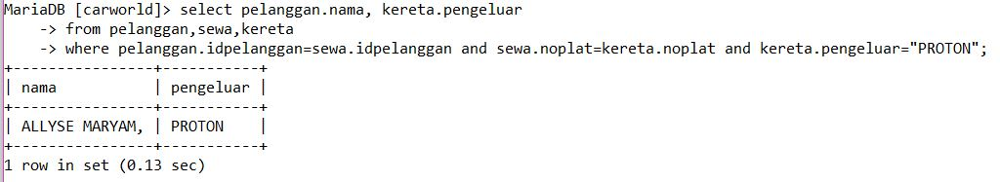 MariaDB [carworld]> select pelanggan.nama, kereta.pengeluar
    -> from pelanggan,sewa,kereta
    -> where pelanggan.idpelanggan=sewa.idpelanggan and sewa.noplat=kereta.noplat and kereta.pengeluar="PROTON";
+----------------+-----------+
| nama           | pengeluar |
+----------------+-----------+
| ALLYSE MARYAM, | PROTON    |
+----------------+-----------+
1 row in set (0.13 sec)